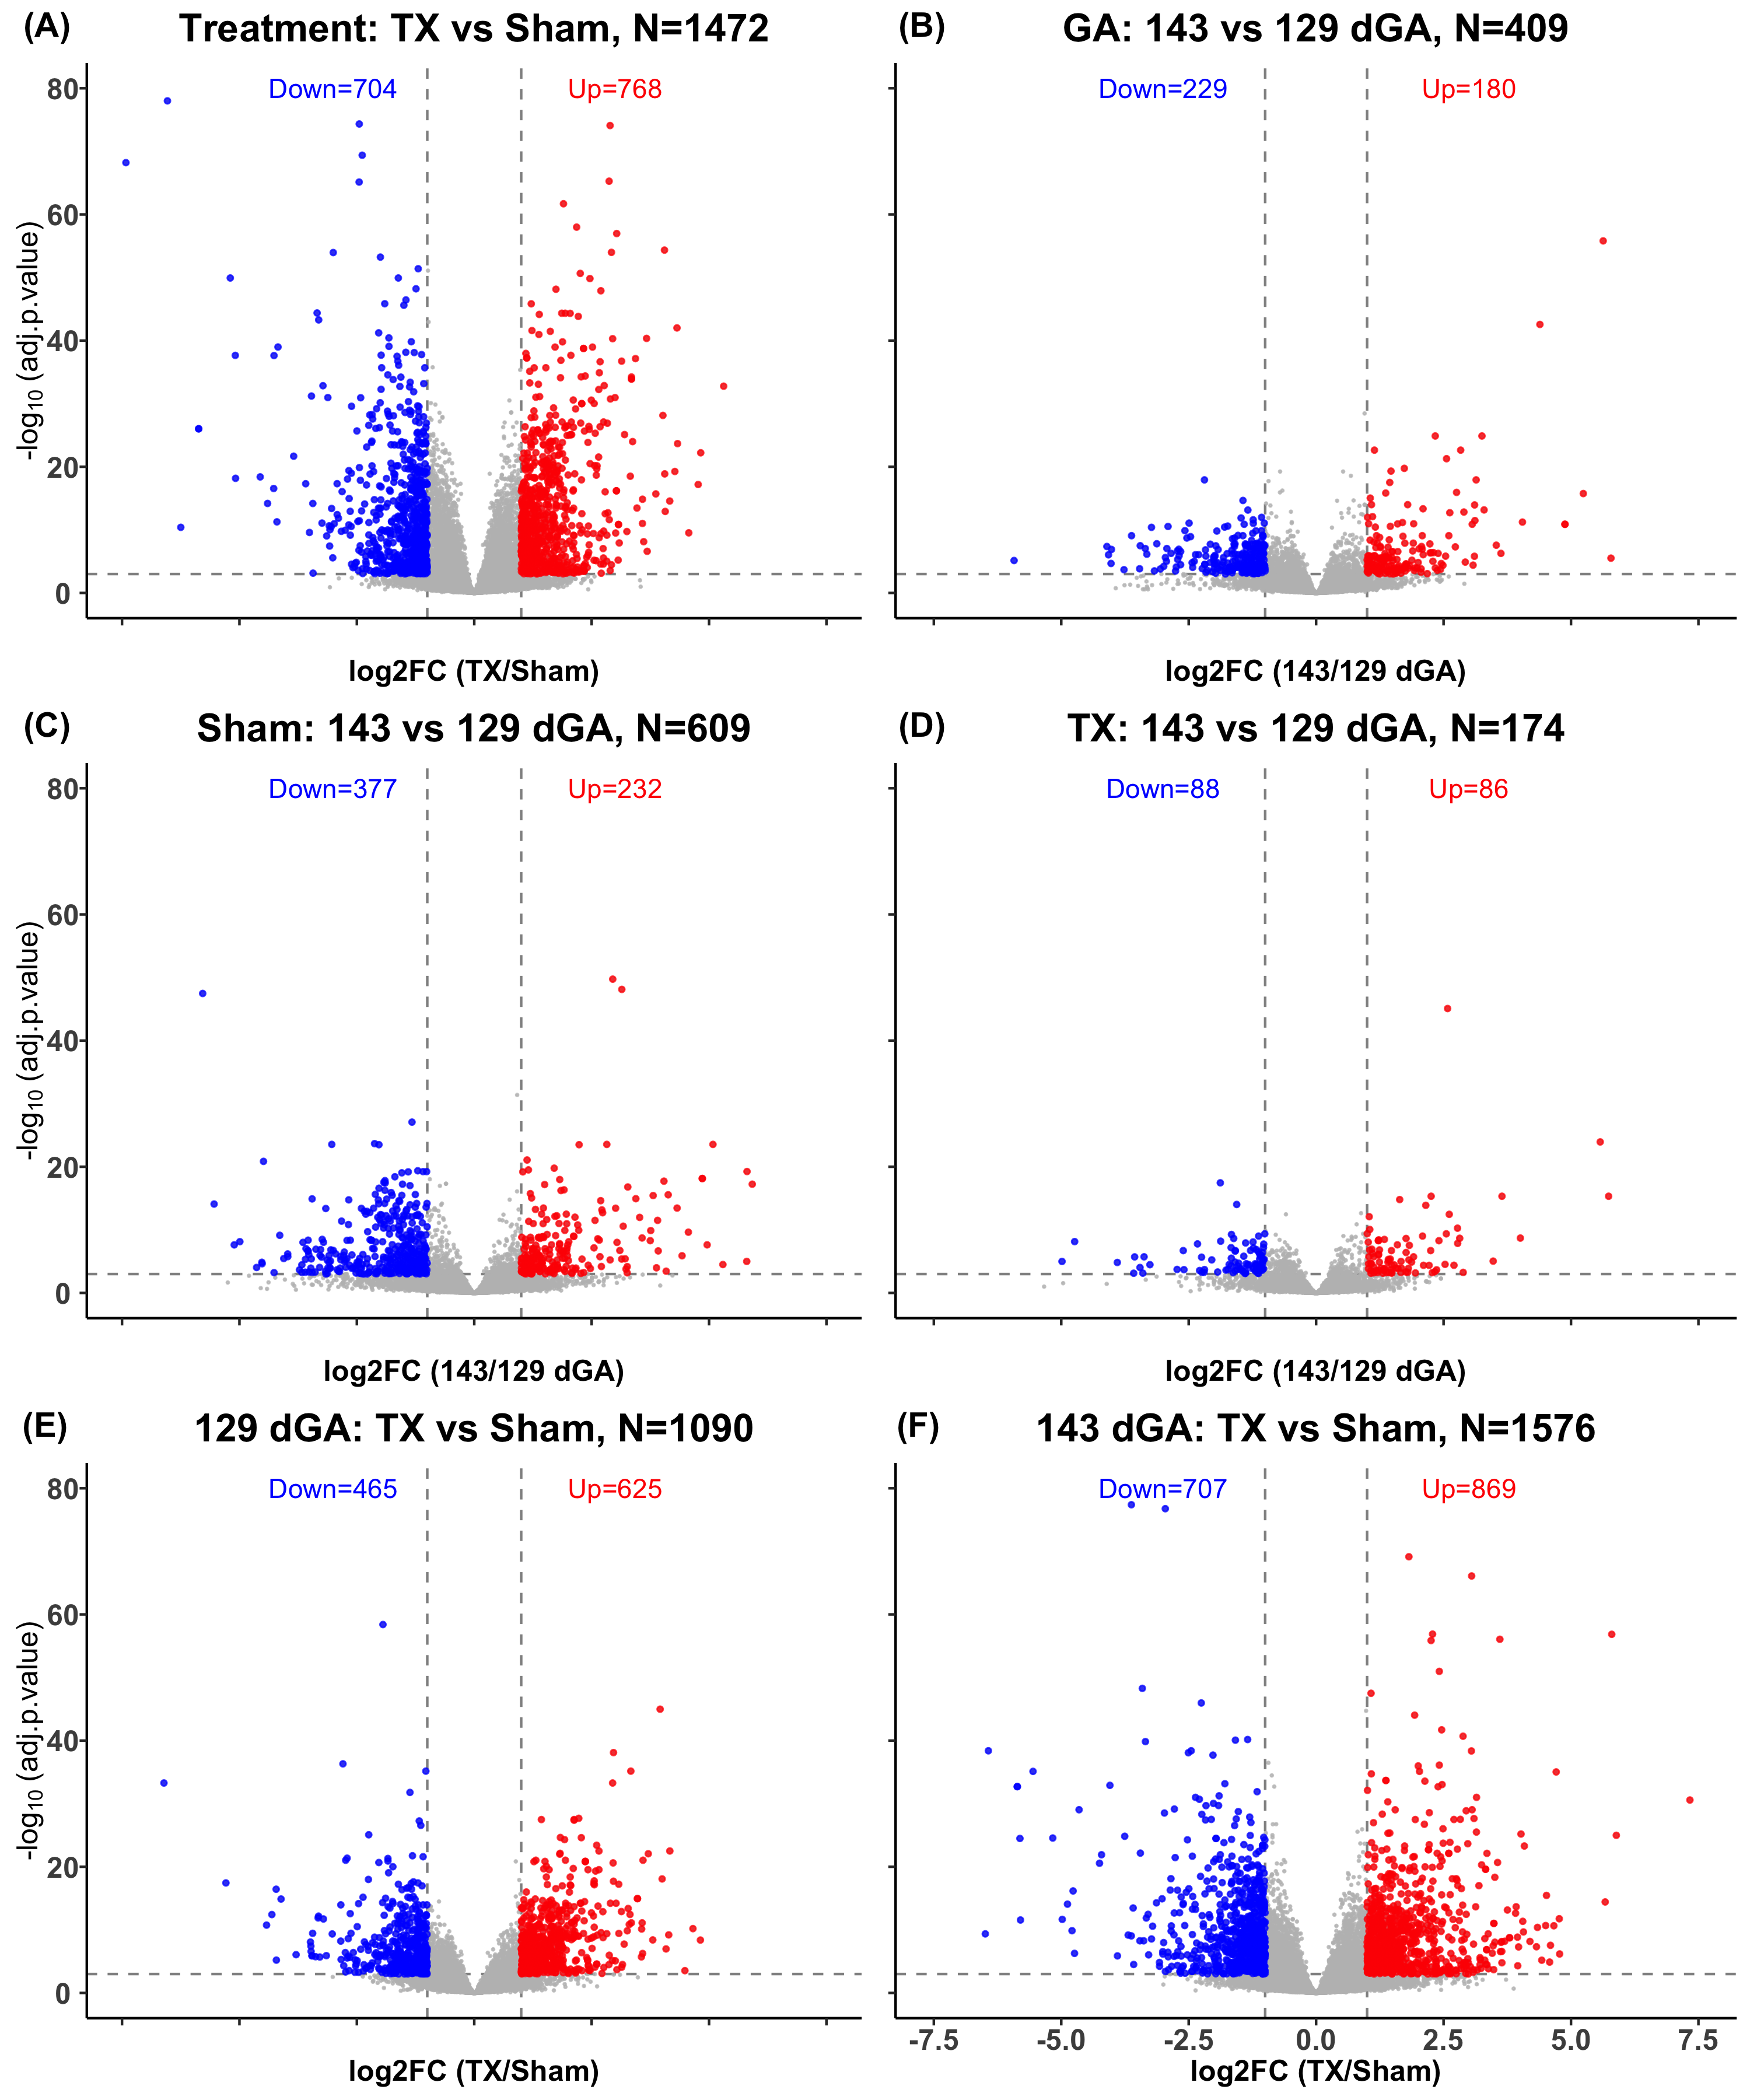 (A) Treatment: TX vs Sham, N=1472
Down=704 Up=768
80
60
40
20
0
-log10 (adj.p.value)
log2FC (TX/Sham)
(B) GA: 143 vs 129 dGA, N=409
Down=229 Up=180
log2FC (143/129 dGA)
(C) Sham: 143 vs 129 dGA, N=609
Down=377 Up=232
80
60
40
20
0
-log10 (adj.p.value)
log2FC (143/129 dGA)
(D) TX: 143 vs 129 dGA, N=174
Down=88 Up=86
log2FC (143/129 dGA)
(E) 129 dGA: TX vs Sham, N=1090
Down=465 Up=625
80
60
40
20
0
-log10 (adj.p.value)
log2FC (TX/Sham)
(F) 143 dGA: TX vs Sham, N=1576
Down=707 Up=869
-7.5 -5.0 -2.5 0.0 2.5 5.0 7.5
log2FC (TX/Sham)